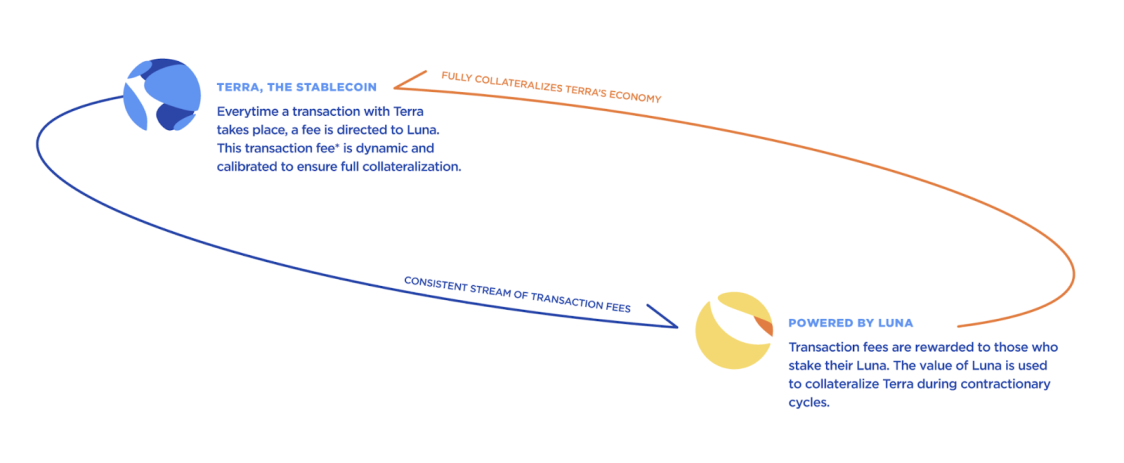 TERRA, THE STABLECOIN
Everytime a transaction with Terra
takes place, a fee is directed to Luna.
This transaction fee* is dynamic and
calibrated to ensure full collateralization.
FULLY COLLATERALIZES TERRA'S ECONOMY
CONSISTENT STREAM OF TRANSACTION FEES
POWERED BY LUNA
Transaction fees are rewarded to those who
stake their Luna. The value of Luna is used
to collateralize Terra during contractionary
cycles.